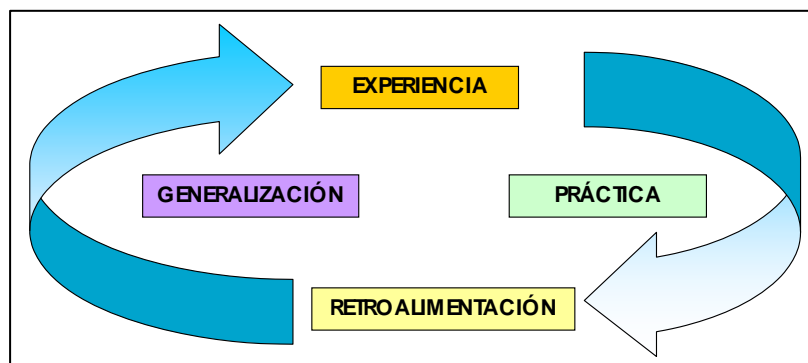 EXPERIENCIA
GENERALIZACIÓN
PRÁCTICA
RETROALIMENTACIÓN